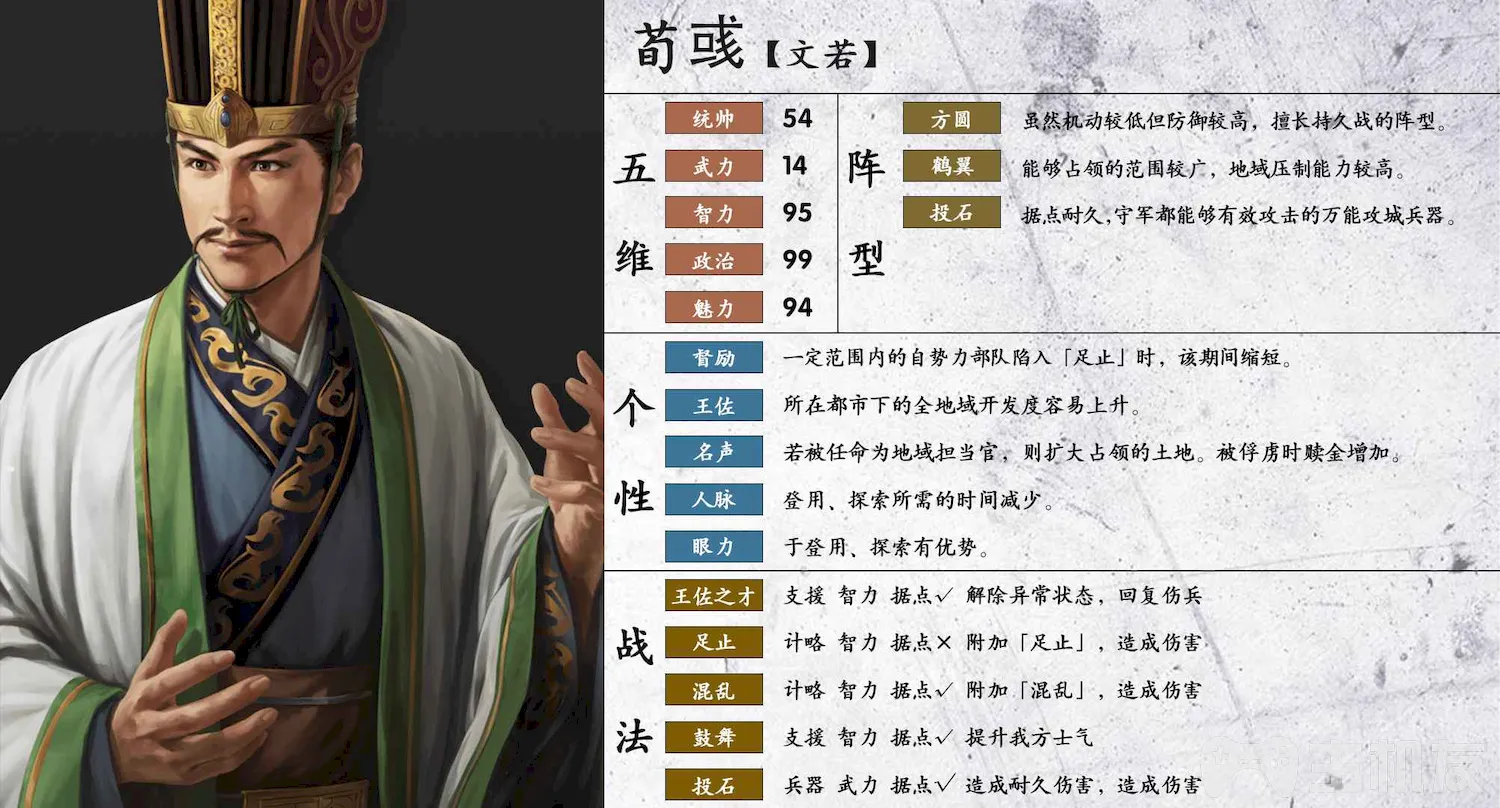 荀彧【文若】
五维
统帅 54
武力 14
智力 95
政治 99
魅力 94
阵型
方圆 虽然机动较低但防御较高，擅长持久战的阵型。
鹤翼 能够占领的范围较广，地域压制能力较高。
投石 据点耐久,守军都能够有效攻击的万能攻城兵器。
个性
督励 一定范围内的自势力部队陷入「足止」时，该期间缩短。
王佐 所在都市下的全地域开发度容易上升。
名声 若被任命为地域担当官，则扩大占领的土地。被俘虏时赎金增加。
人脉 登用、探索所需的时间减少。
眼力 于登用、探索有优势。
战法
王佐之才 支援 智力 据点✓ 解除异常状态，回复伤兵
足止 计略 智力 据点× 附加「足止」，造成伤害
混乱 计略 智力 据点✓ 附加「混乱」，造成伤害
鼓舞 支援 智力 据点✓ 提升我方士气
投石 兵器 武力 据点✓ 造成耐久伤害，造成伤害